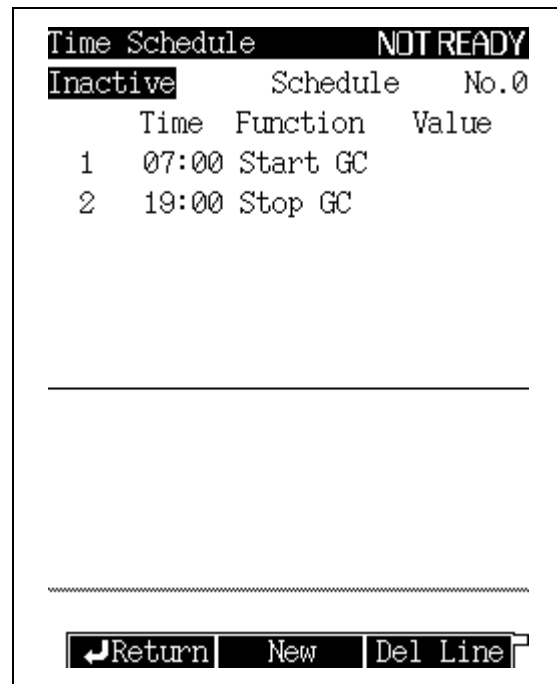 Time Schedule NOT READY
Inactive Schedule No.0
Time Function Value
1 07:00 Start GC
2 19:00 Stop GC
Return New Del Line